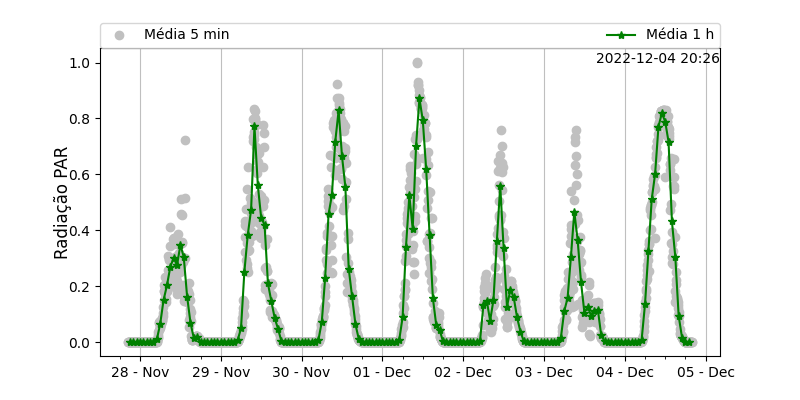 Média 5 min
Média 1 h
2022-12-04 20:26
Radiação PAR
1.0
0.8
0.6
0.4
0.2
0.0
28 - Nov
29 - Nov
30 - Nov
01 - Dec
02 - Dec
03 - Dec
04 - Dec
05 - Dec